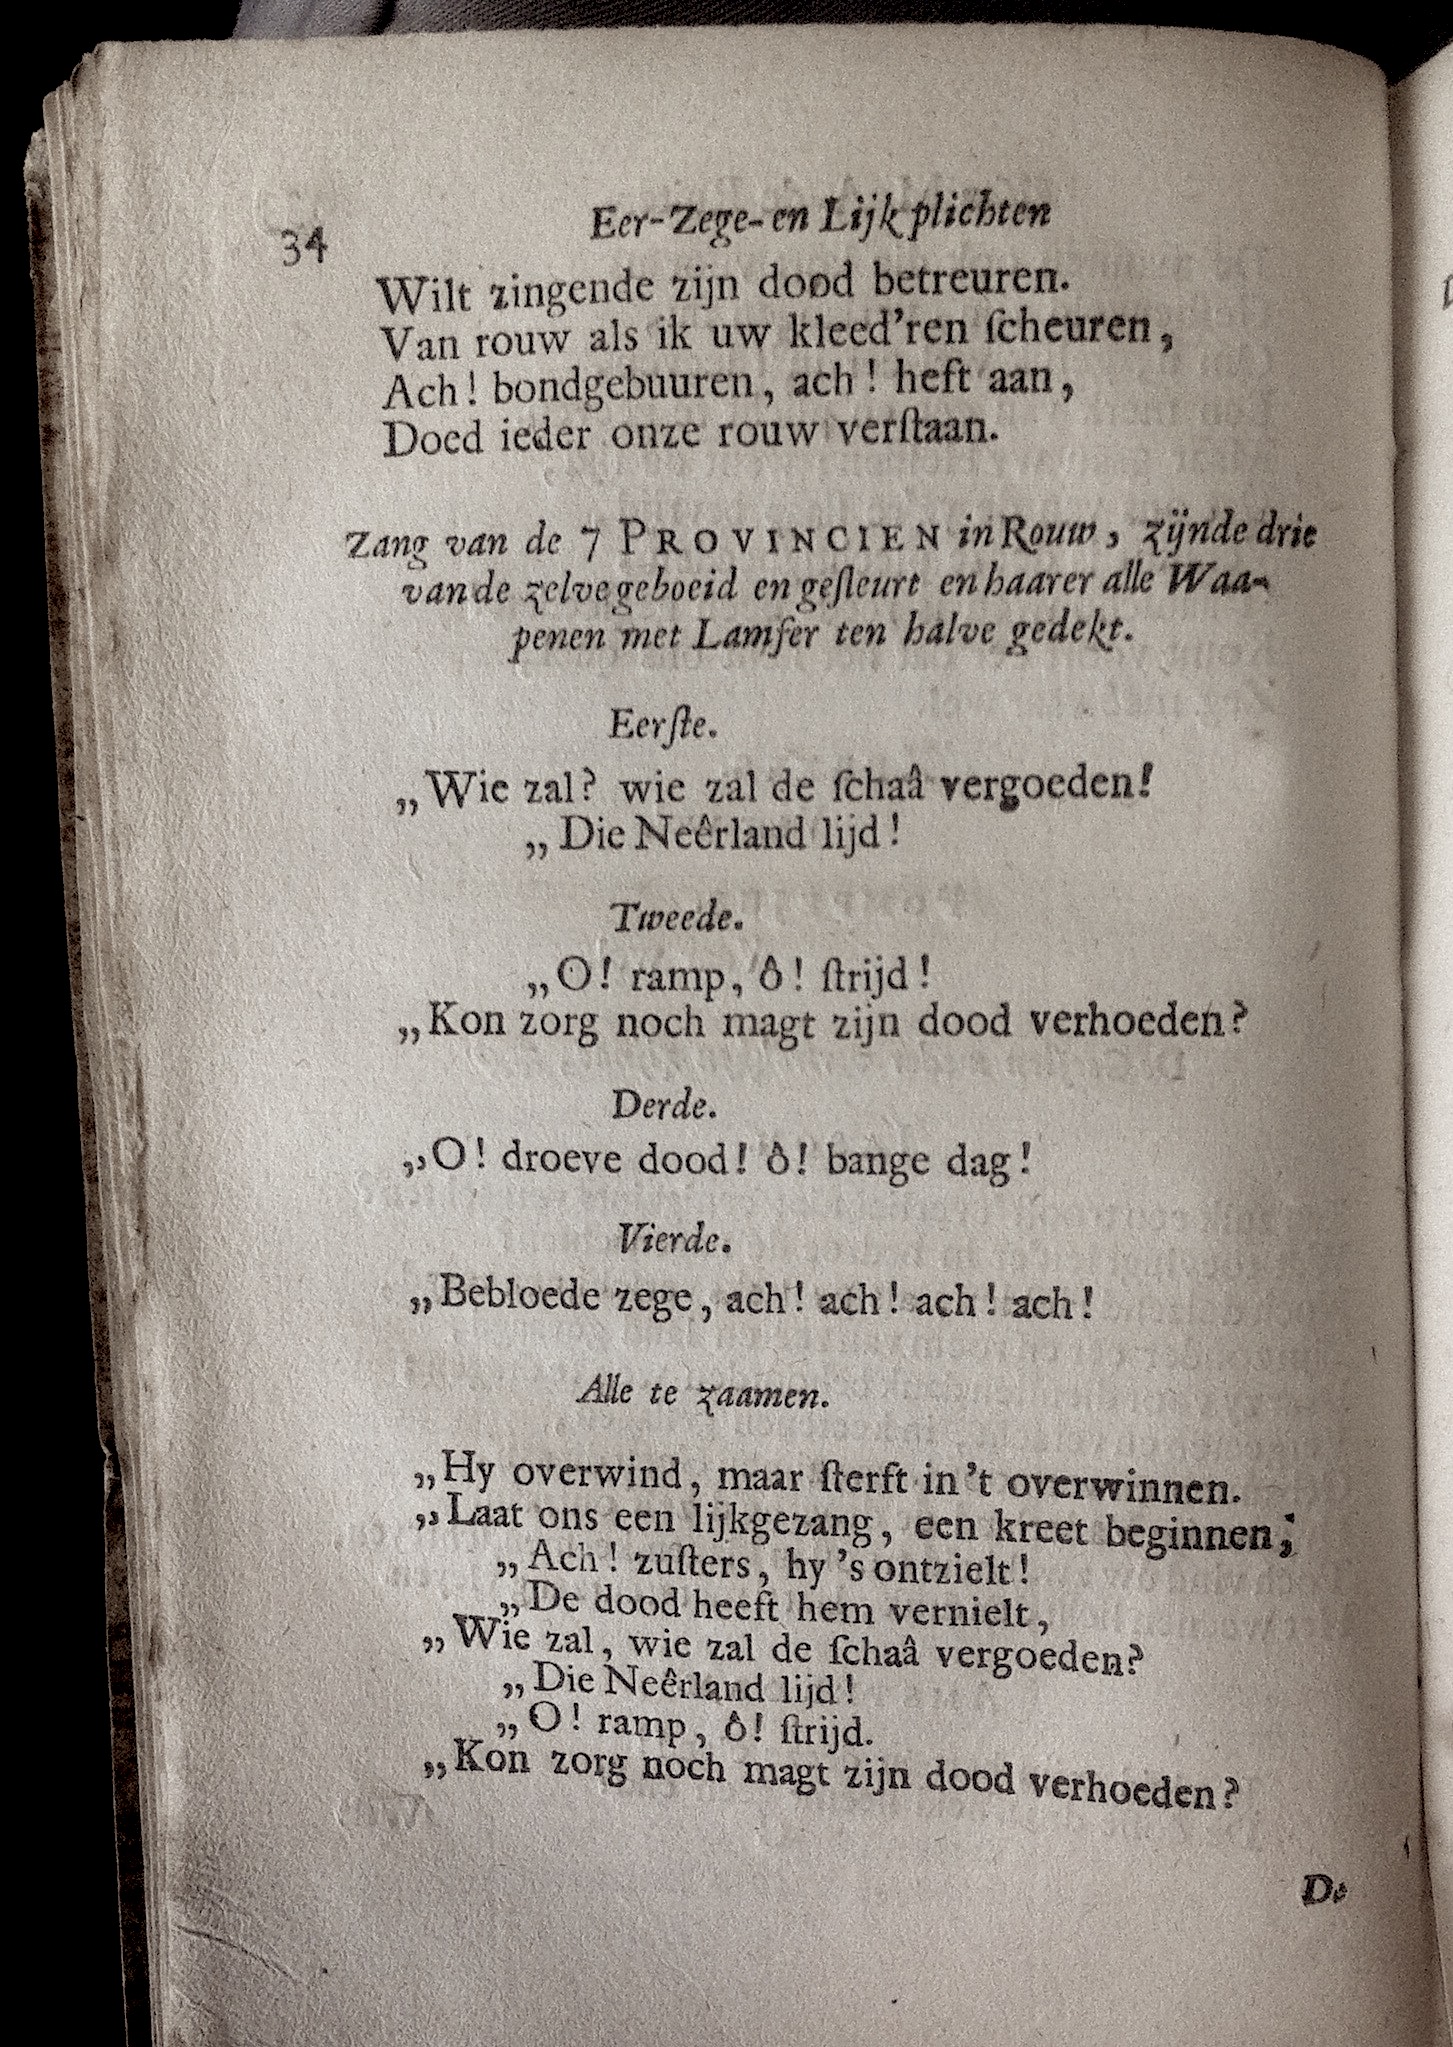 34
Eer-Zege- en Lijkplichten
Wilt zingende zijn dood betreuren.
Van rouw als ik uw kleed'ren ſcheuren,
Ach! bondgebuuren, ach! heft aan,
Doed ieder onze rouw verſtaan.
Zang van de 7 PROVINCIEN in Rouw, zijnde drie
van de zelve geboeid en geſleurt en haarer alle Waa-
penen met Lamfer ten halve gedekt.
Eerſte.
„Wie zal? wie zal de ſchaâ vergoeden!
„Die Neêrland lijd!
Tweede.
„O! ramp, ô! ſtrijd!
„Kon zorg noch magt zijn dood verhoeden?
Derde.
„O! droeve dood! ô! bange dag!
Vierde.
„Bebloede zege, ach! ach! ach! ach!
Alle te zaamen.
„Hy overwind, maar ſterft in 't overwinnen.
„Laat ons een lijkgezang, een kreet beginnen;
„Ach! zuſters, hy 's ontzielt!
„De dood heeft hem vernielt,
„Wie zal, wie zal de ſchaâ vergoeden?
„Die Neêrland lijd!
„O! ramp, ô! ſtrijd.
„Kon zorg noch magt zijn dood verhoeden?
De